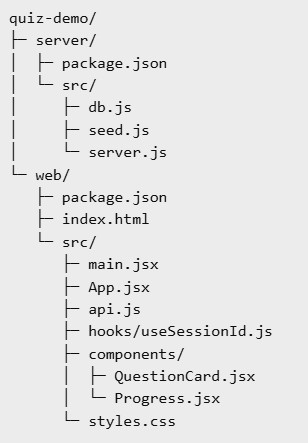 quiz-demo/
├─ server/
│  ├─ package.json
│  └─ src/
│     ├─ db.js
│     ├─ seed.js
│     └─ server.js
└─ web/
   ├─ package.json
   ├─ index.html
   └─ src/
      ├─ main.jsx
      ├─ App.jsx
      ├─ api.js
      ├─ hooks/useSessionId.js
      ├─ components/
      │  ├─ QuestionCard.jsx
      │  └─ Progress.jsx
      └─ styles.css